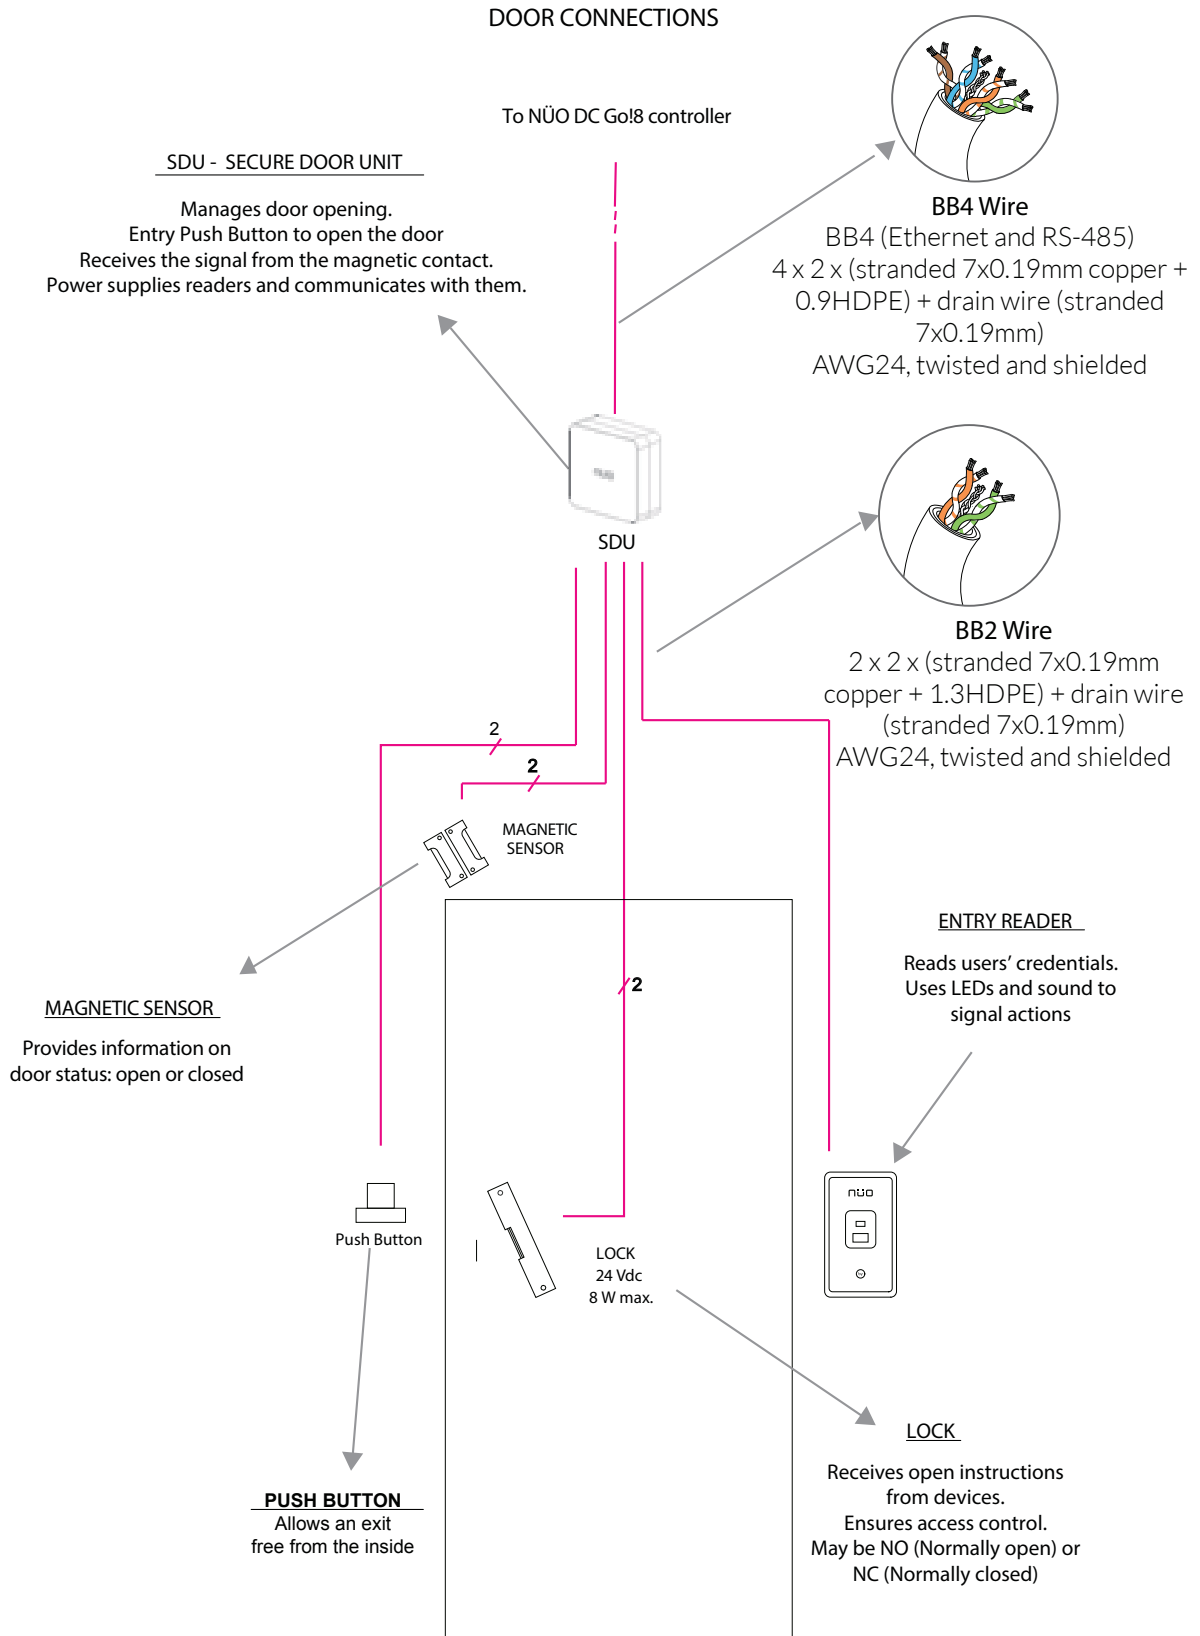 DOOR CONNECTIONS
To NÜO DC Go!8 controller
SDU -  SECURE DOOR UNIT
Manages door opening.
Entry Push Button to open the door
Receives the signal from the magnetic contact.
Power supplies readers and communicates with them.
BB4 Wire
BB4 (Ethernet and RS-485)
4 x 2 x (stranded 7x0.19mm copper +
0.9HDPE) + drain wire (stranded
7x0.19mm)
AWG24, twisted and shielded
SDU
BB2 Wire
2 x 2 x (stranded 7x0.19mm
copper + 1.3HDPE) + drain wire
(stranded 7x0.19mm)
AWG24, twisted and shielded
2
2
MAGNETIC
SENSOR
ENTRY READER
Reads users’ credentials.
Uses LEDs and sound to
signal actions
2
MAGNETIC SENSOR
Provides information on
door status: open or closed
nüo
Push Button
LOCK
24 Vdc
8 W max.
LOCK
Receives open instructions
from devices.
Ensures access control.
May be NO (Normally open) or
NC (Normally closed)
PUSH BUTTON
Allows an exit
free from the inside